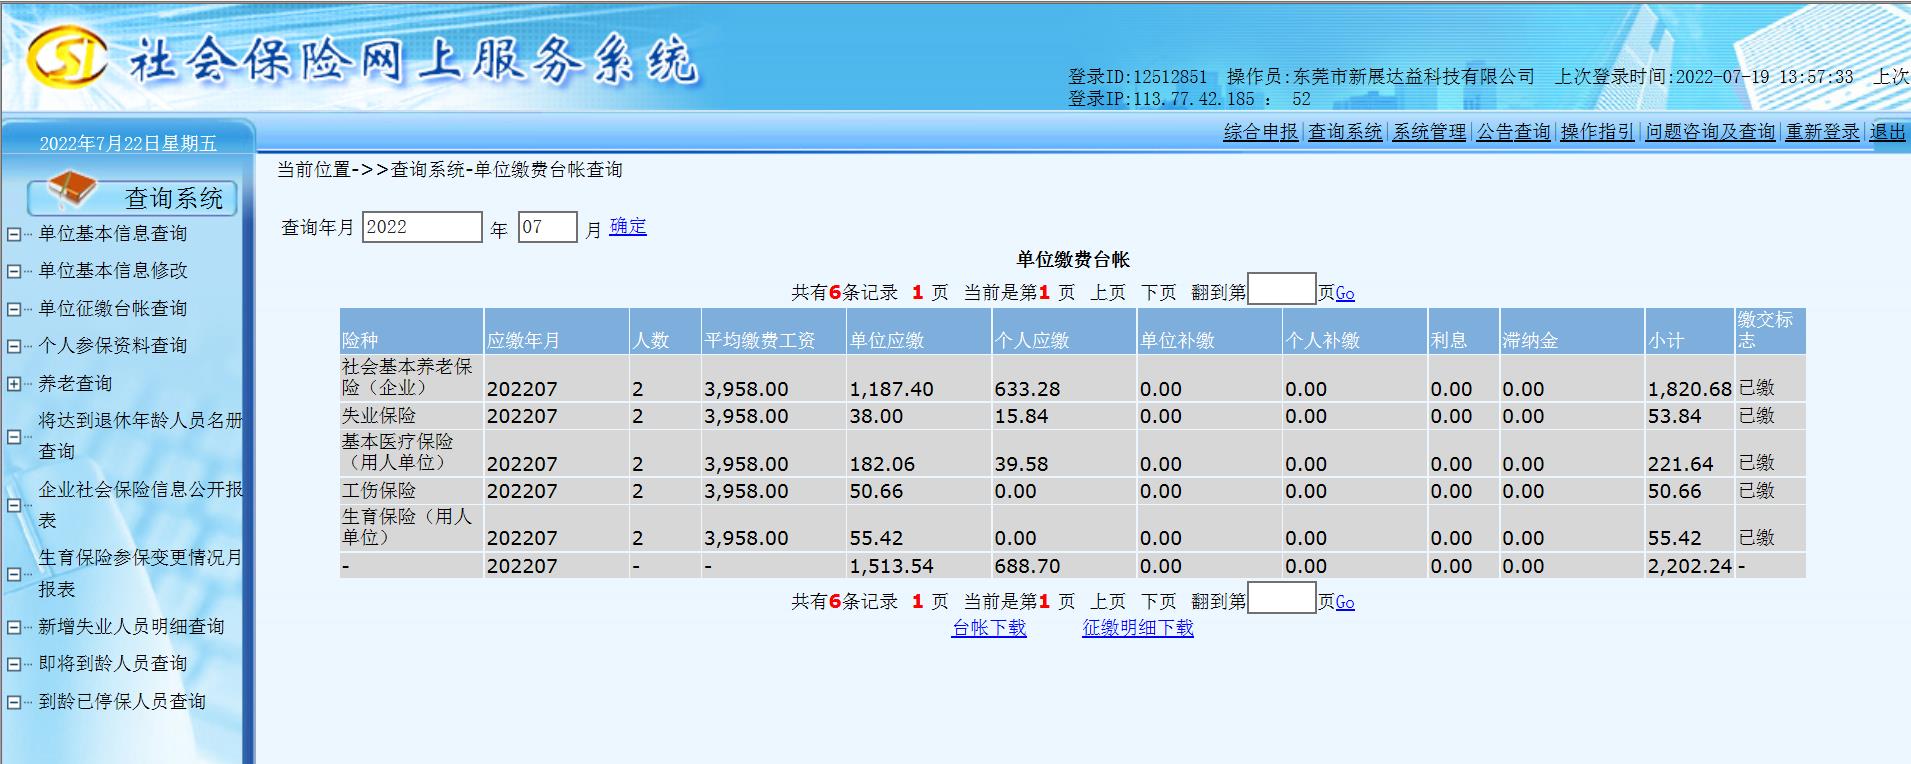 社会保险网上服务系统
登录ID:12512851 操作员:东莞市新展达益科技有限公司 上次登录时间:2022-07-19 13:57:33 上次
登录IP:113.77.42.185 : 52
2022年7月22日星期五
综合申报|查询系统|系统管理|公告查询|操作指引|问题咨询及查询|重新登录|退出
当前位置->>查询系统-单位缴费台帐查询
查询系统
单位基本信息查询
单位基本信息修改
单位征缴台帐查询
个人参保资料查询
养老查询
将达到退休年龄人员名册
查询
企业社会保险信息公开报
表
生育保险参保变更情况月
报表
新增失业人员明细查询
即将到龄人员查询
到龄已停保人员查询
查询年月 2022 年 07 月 确定
单位缴费台帐
共有6条记录 1 页 当前是第1 页 上页 下页 翻到第 页Go
险种 应缴年月 人数 平均缴费工资 单位应缴 个人应缴 单位补缴 个人补缴 利息 滞纳金 小计 缴交标
志
社会基本养老保
险（企业） 202207 2 3,958.00 1,187.40 633.28 0.00 0.00 0.00 0.00 1,820.68 已缴
失业保险 202207 2 3,958.00 38.00 15.84 0.00 0.00 0.00 0.00 53.84 已缴
基本医疗保险
（用人单位） 202207 2 3,958.00 182.06 39.58 0.00 0.00 0.00 0.00 221.64 已缴
工伤保险 202207 2 3,958.00 50.66 0.00 0.00 0.00 0.00 0.00 50.66 已缴
生育保险（用人
单位） 202207 2 3,958.00 55.42 0.00 0.00 0.00 0.00 0.00 55.42 已缴
- 202207 - - 1,513.54 688.70 0.00 0.00 0.00 0.00 2,202.24 -
共有6条记录 1 页 当前是第1 页 上页 下页 翻到第 页Go
台帐下载 征缴明细下载